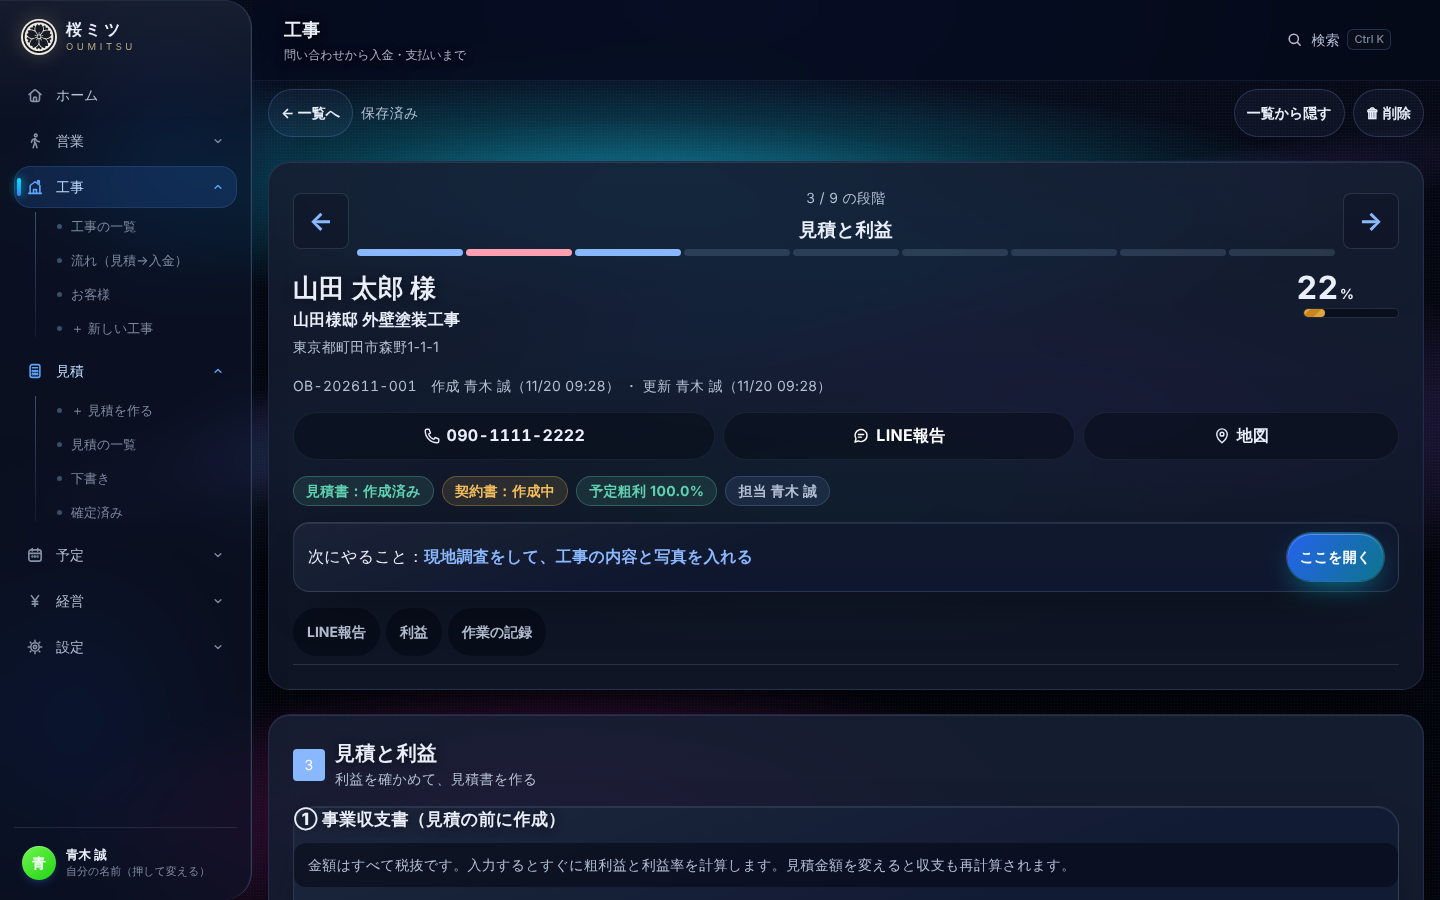 桜ミツ
OUMITSU
ホーム
営業
工事
工事の一覧
流れ（見積→入金）
お客様
＋ 新しい工事
見積
＋ 見積を作る
見積の一覧
下書き
確定済み
予定
経営
設定
青
青木 誠
自分の名前（押して変える）
工事
問い合わせから入金・支払いまで
検索 Ctrl K
← 一覧へ 保存済み
一覧から隠す
削除
3 / 9 の段階
見積と利益
山田 太郎 様
22%
山田様邸 外壁塗装工事
東京都町田市森野1-1-1
OB-202611-001 作成 青木 誠（11/20 09:28） ・ 更新 青木 誠（11/20 09:28）
090-1111-2222
LINE報告
地図
見積書：作成済み
契約書：作成中
予定粗利 100.0%
担当 青木 誠
次にやること：現地調査をして、工事の内容と写真を入れる
ここを開く
LINE報告
利益
作業の記録
3
見積と利益
利益を確かめて、見積書を作る
① 事業収支書（見積の前に作成）
金額はすべて税抜です。入力するとすぐに粗利益と利益率を計算します。見積金額を変えると収支も再計算されます。